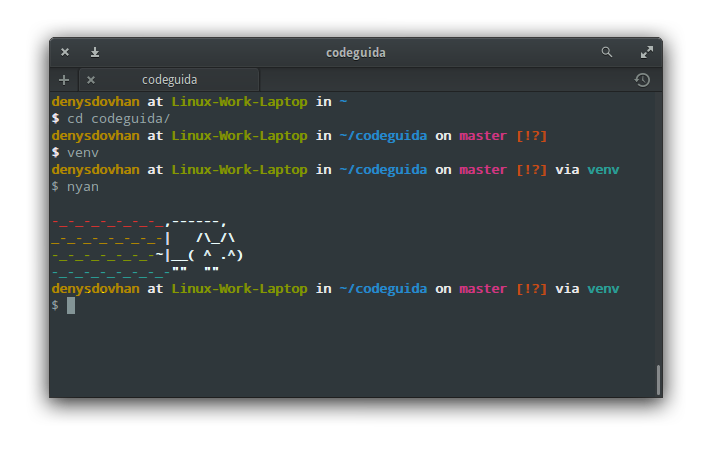 codeguida
codeguida
denysdovhan at Linux-Work-Laptop in ~
$ cd codeguida/
denysdovhan at Linux-Work-Laptop in ~/codeguida on master [!?]
$ venv
denysdovhan at Linux-Work-Laptop in ~/codeguida on master [!?] via venv
$ nyan
-_-_-_-_-_-_-_,------,
_-_-_-_-_-_-_-|   /\_/\
-_-_-_-_-_-_-~|__( ^ .^)
-_-_-_-_-_-_-_-""  ""
denysdovhan at Linux-Work-Laptop in ~/codeguida on master [!?] via venv
$